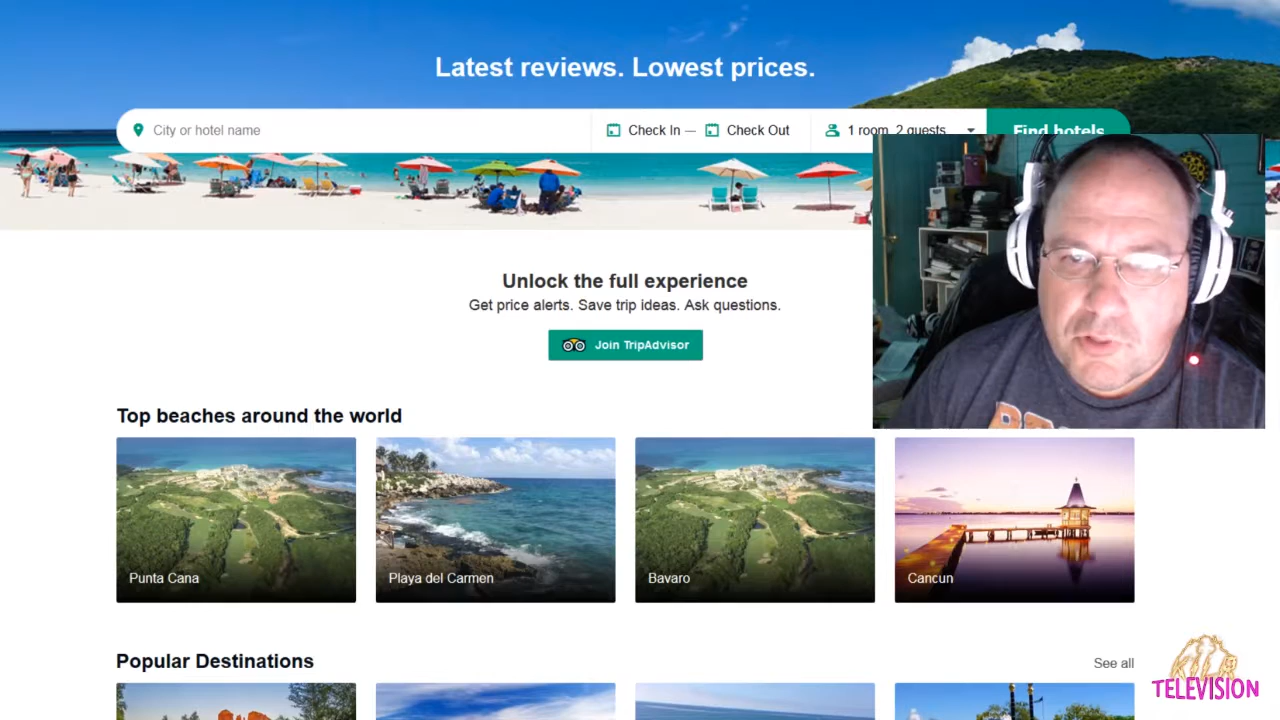 Latest reviews. Lowest prices.
City or hotel name
Check In — Check Out
1 room, 2 guests
Find hotels
Unlock the full experience
Get price alerts. Save trip ideas. Ask questions.
Join TripAdvisor
Top beaches around the world
Punta Cana
Playa del Carmen
Bavaro
Cancun
Popular Destinations
See all
TELEVISION